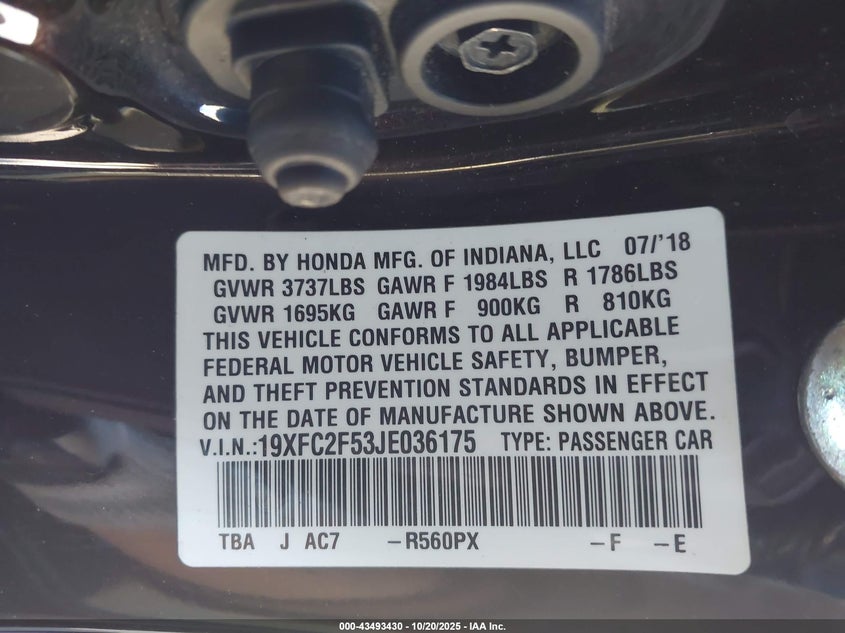 MFD. BY HONDA MFG. OF INDIANA, LLC 07/'18
GVWR 3737LBS GAWR F 1984LBS R 1786LBS
GVWR 1695KG GAWR F 900KG R 810KG
THIS VEHICLE CONFORMS TO ALL APPLICABLE
FEDERAL MOTOR VEHICLE SAFETY, BUMPER,
AND THEFT PREVENTION STANDARDS IN EFFECT
ON THE DATE OF MANUFACTURE SHOWN ABOVE.
V.I.N.:19XFC2F53JE036175 TYPE: PASSENGER CAR
TBA J AC7 –R560PX –F –E
000-43493430 - 10/20/2025 - IAA Inc.